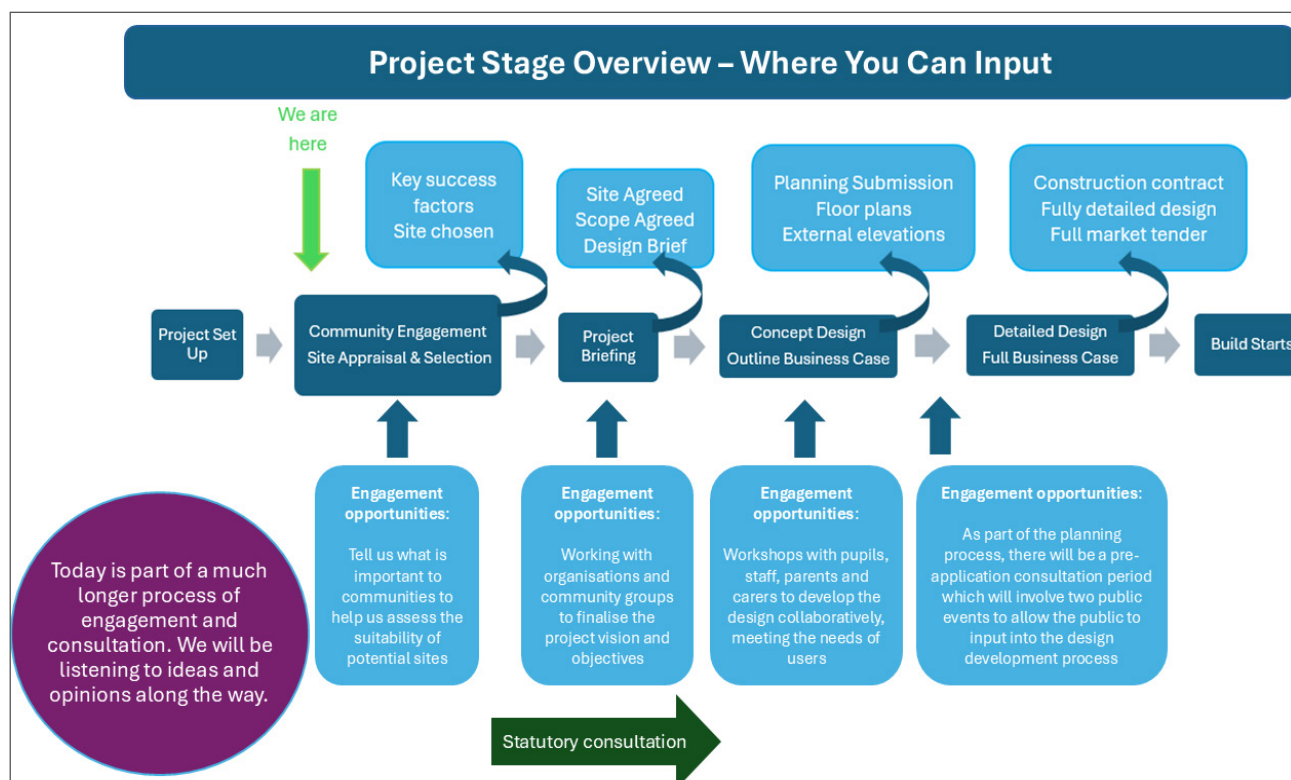 Project Stage Overview – Where You Can Input
We are
here
Key success
factors
Site chosen
Site Agreed
Scope Agreed
Design Brief
Planning Submission
Floor plans
External elevations
Construction contract
Fully detailed design
Full market tender
Project Set
Up
Community Engagement
Site Appraisal & Selection
Project
Briefing
Concept Design
Outline Business Case
Detailed Design
Full Business Case
Build Starts
Engagement
opportunities:
Tell us what is
important to
communities to
help us assess the
suitability of
potential sites
Engagement
opportunities:
Working with
organisations and
community groups
to finalise the
project vision and
objectives
Engagement
opportunities:
Workshops with pupils,
staff, parents and
carers to develop the
design collaboratively,
meeting the needs of
users
Engagement opportunities:
As part of the planning
process, there will be a pre-
application consultation period
which will involve two public
events to allow the public to
input into the design
development process
Today is part of a much
longer process of
engagement and
consultation. We will be
listening to ideas and
opinions along the way.
Statutory consultation